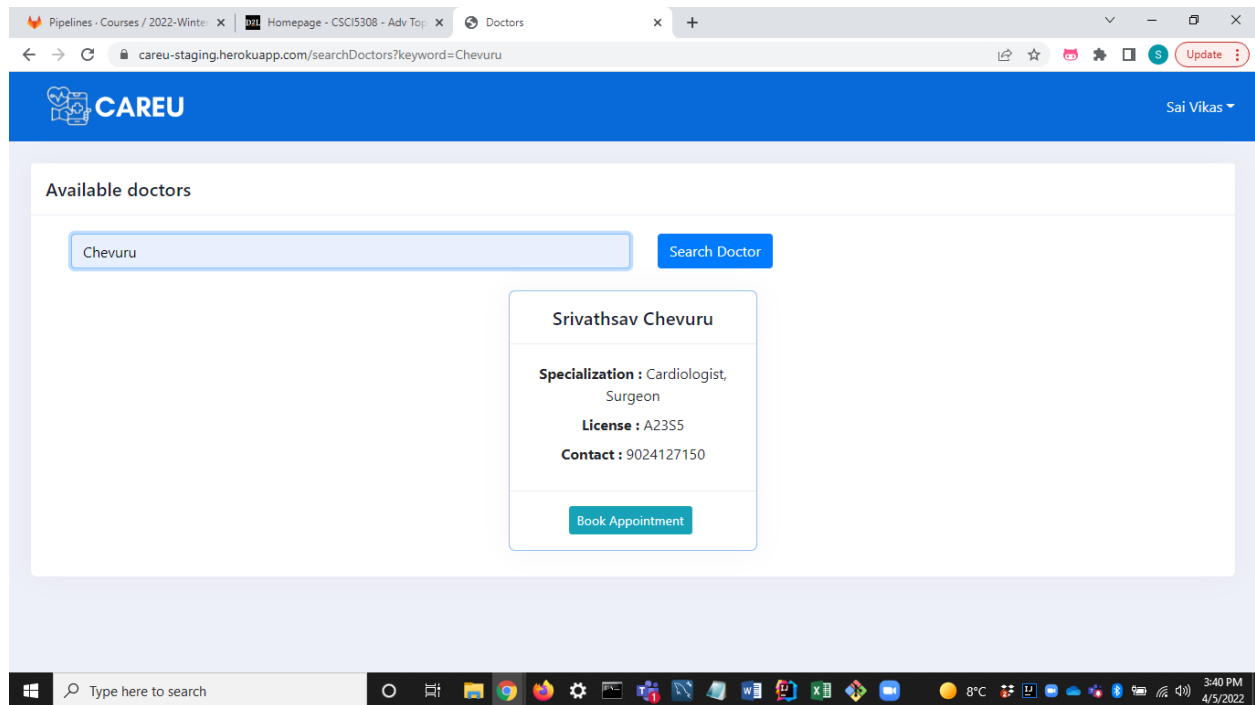 Pipelines · Courses / 2022-Winte
D2L Homepage - CSCI5308 - Adv Top
Doctors
careu-staging.herokuapp.com/searchDoctors?keyword=Chevuru
S
Update
CAREU
Sai Vikas
Available doctors
Chevuru
Search Doctor
Srivathsav Chevuru
Specialization : Cardiologist,
Surgeon
License : A23S5
Contact : 9024127150
Book Appointment
Type here to search
8°C
3:40 PM
4/5/2022